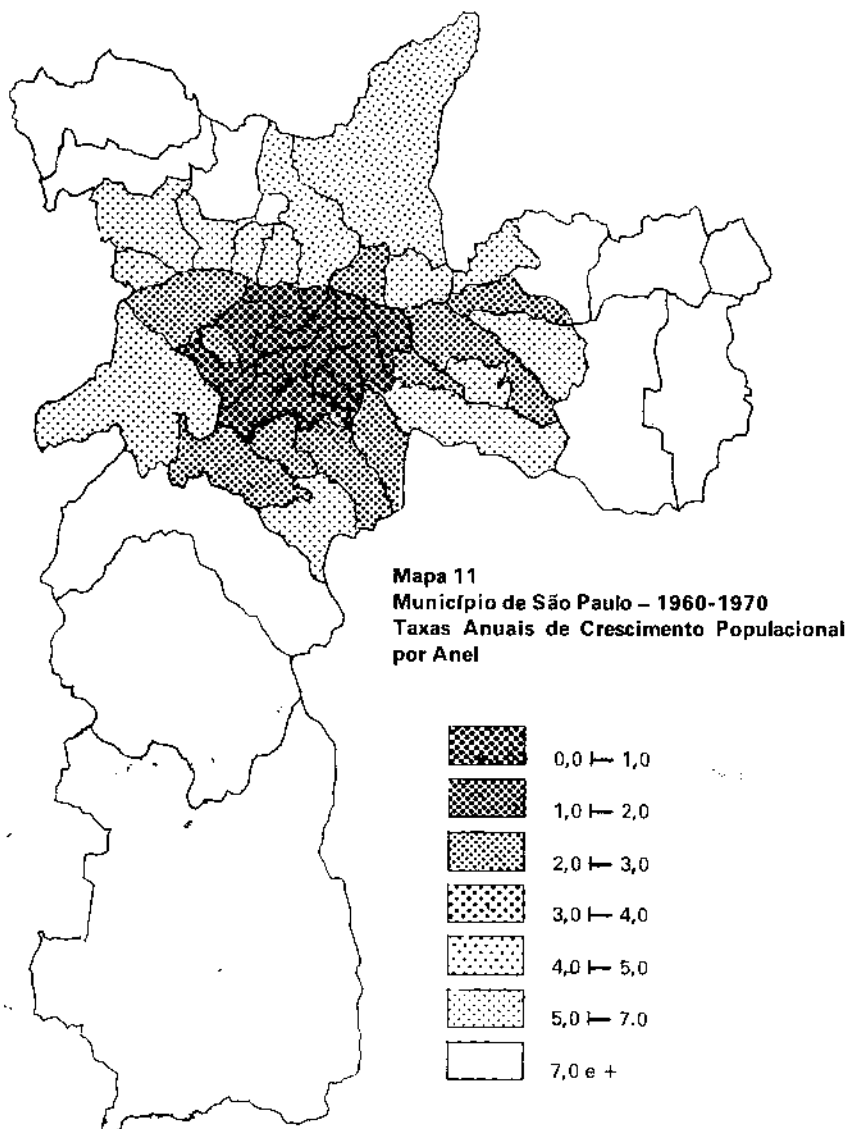 Mapa 11
Município de São Paulo – 1960-1970
Taxas Anuais de Crescimento Populacional
por Anel
0,0 ⊢ 1,0
1,0 ⊢ 2,0
2,0 ⊢ 3,0
3,0 ⊢ 4,0
4,0 ⊢ 5,0
5,0 ⊢ 7.0
7,0 e +